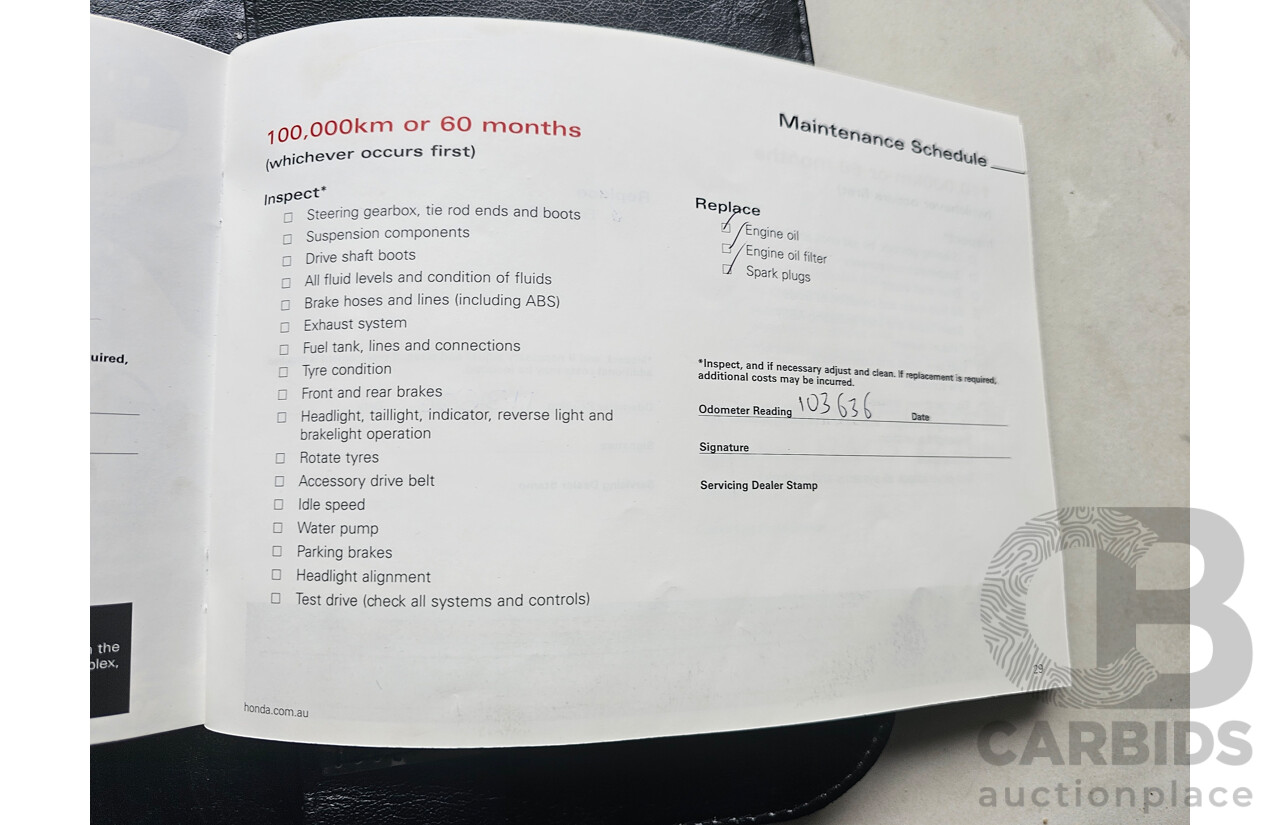 uired,
the
plex,
100,000km or 60 months
(whichever occurs first)
Inspect*
Steering gearbox, tie rod ends and boots
Suspension components
Drive shaft boots
All fluid levels and condition of fluids
Brake hoses and lines (including ABS)
Exhaust system
Fuel tank, lines and connections
Tyre condition
Front and rear brakes
Headlight, taillight, indicator, reverse light and
brakelight operation
Rotate tyres
Accessory drive belt
Idle speed
Water pump
Parking brakes
Headlight alignment
Test drive (check all systems and controls)
honda.com.au
Maintenance Schedule
Replace
Engine oil
Engine oil filter
Spark plugs
*Inspect, and if necessary adjust and clean. If replacement is required,
additional costs may be incurred.
Odometer Reading 103636 Date
Signature
Servicing Dealer Stamp
29
CB
CARBIDS
auctionplace